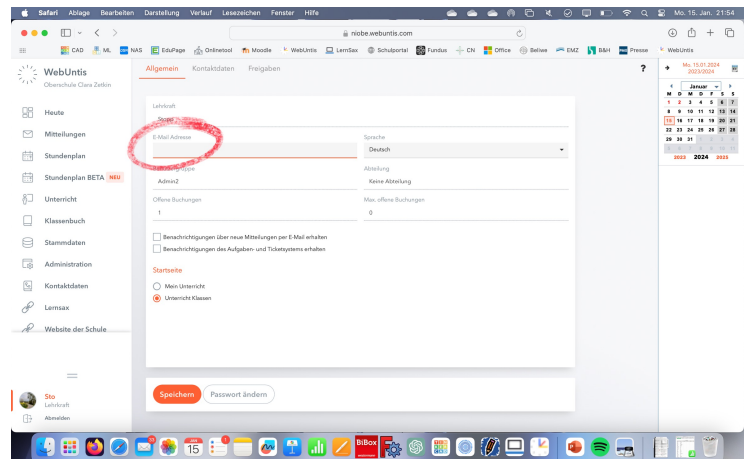 Safari Ablage Bearbeiten Darstellung Verlauf Lesezeichen Fenster Hilfe Mo. 15. Jan. 21:54
niobe.webuntis.com
CAD ML NAS EduPage Onlinetool Moodle WebUntis LernSax Schulportal Fundus CN Office Beliwe EMZ B&H Presse WebUntis
WebUntis
Oberschule Clara Zetkin
Heute
Mitteilungen
Stundenplan
Stundenplan BETA NEU
Unterricht
Klassenbuch
Stammdaten
Administration
Kontaktdaten
Lernsax
Website der Schule
Sto
Lehrkraft
Abmelden
Allgemein Kontaktdaten Freigaben ?
Lehrkraft
E-Mail Adresse Sprache
Deutsch
Abteilung
Admin2 Keine Abteilung
Offene Buchungen Max. offene Buchungen
1 0
Benachrichtigungen über neue Mitteilungen per E-Mail erhalten
Benachrichtigungen des Aufgaben- und Ticketsystems erhalten
Startseite
Mein Unterricht
Unterricht Klassen
Speichern Passwort ändern
Mo. 15.01.2024
2023/2024
Januar
M D M D F S S
1 2 3 4 5 6 7
8 9 10 11 12 13 14
15 16 17 18 19 20 21
22 23 24 25 26 27 28
29 30 31
2023 2024 2025
15
BiBox